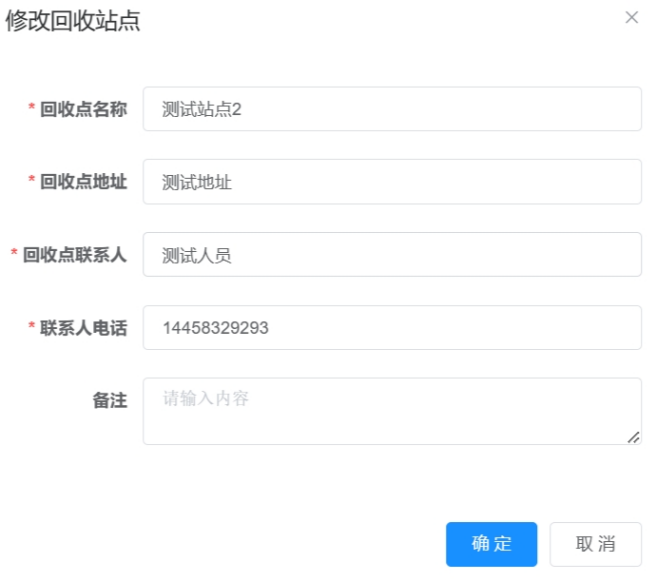 修改回收站点
* 回收点名称 测试站点2
* 回收点地址 测试地址
* 回收点联系人 测试人员
* 联系人电话 14458329293
备注 请输入内容
确定 取消